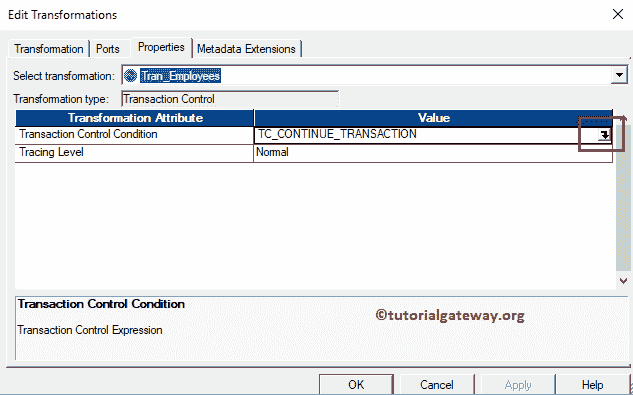 Edit Transformations
Transformation Ports Properties Metadata Extensions
Select transformation: Tran_Employees
Transformation type: Transaction Control
Transformation Attribute Value
Transaction Control Condition TC_CONTINUE_TRANSACTION
Tracing Level Normal
Transaction Control Condition
Transaction Control Expression
©tutorialgateway.org
OK Cancel Apply Help